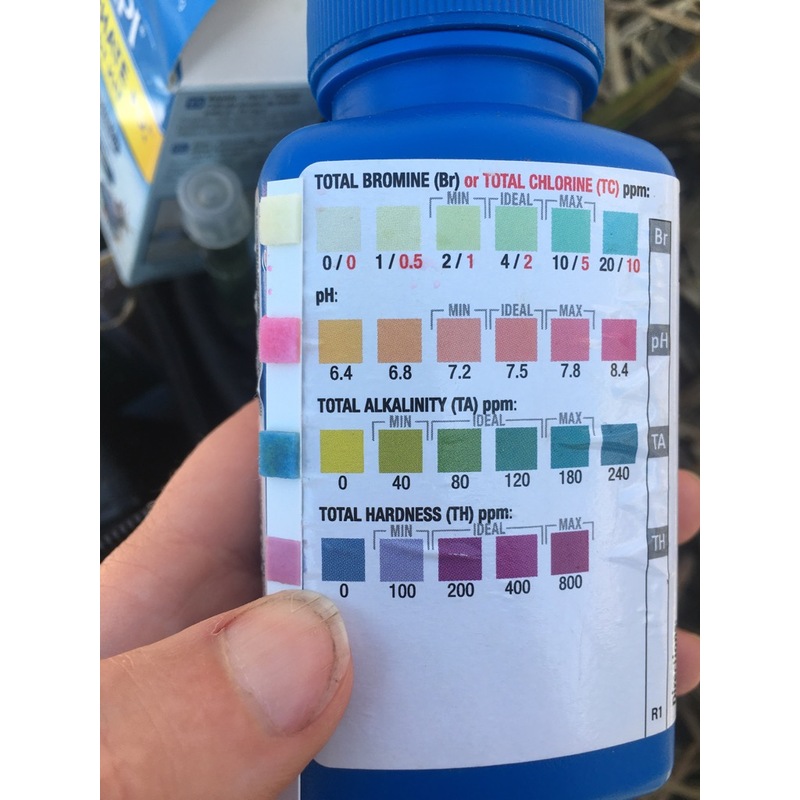 TOTAL BROMINE (Br) or TOTAL CHLORINE (TC) ppm:
MIN IDEAL MAX
0/0 1/0.5 2/1 4/2 10/5 20/10
Br
pH:
MIN IDEAL MAX
6.4 6.8 7.2 7.5 7.8 8.4
pH
TOTAL ALKALINITY (TA) ppm:
MIN IDEAL MAX
0 40 80 120 180 240
TA
TOTAL HARDNESS (TH) ppm:
MIN IDEAL MAX
0 100 200 400 800
TH
R1